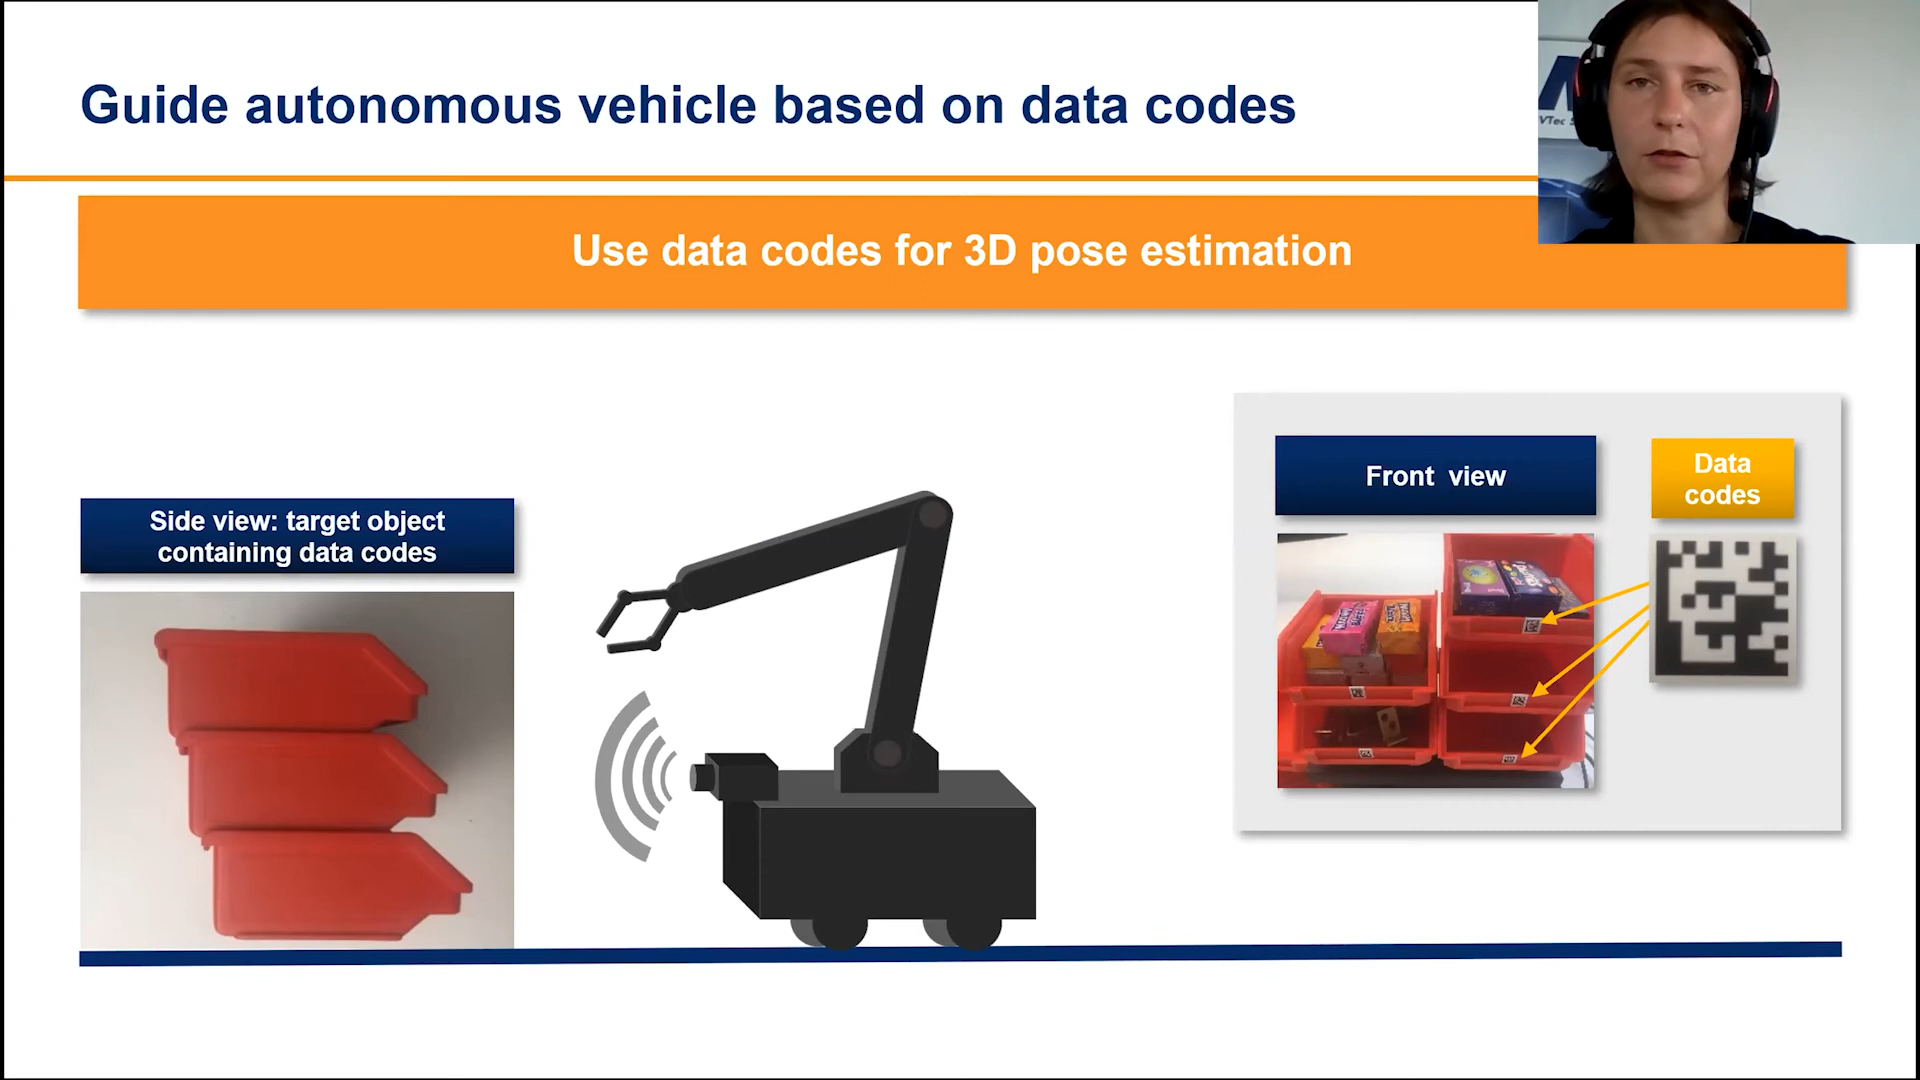 Guide autonomous vehicle based on data codes
VTec S
Use data codes for 3D pose estimation
Side view: target object
containing data codes
Front view
Data
codes